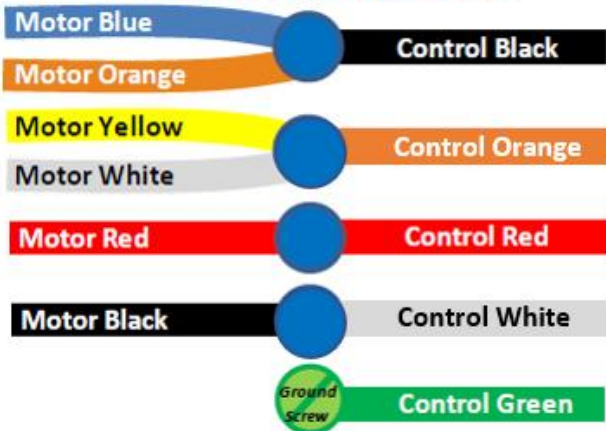 Motor Blue
Control Black
Motor Orange
Motor Yellow
Control Orange
Motor White
Motor Red
Control Red
Motor Black
Control White
Ground
Screw
Control Green